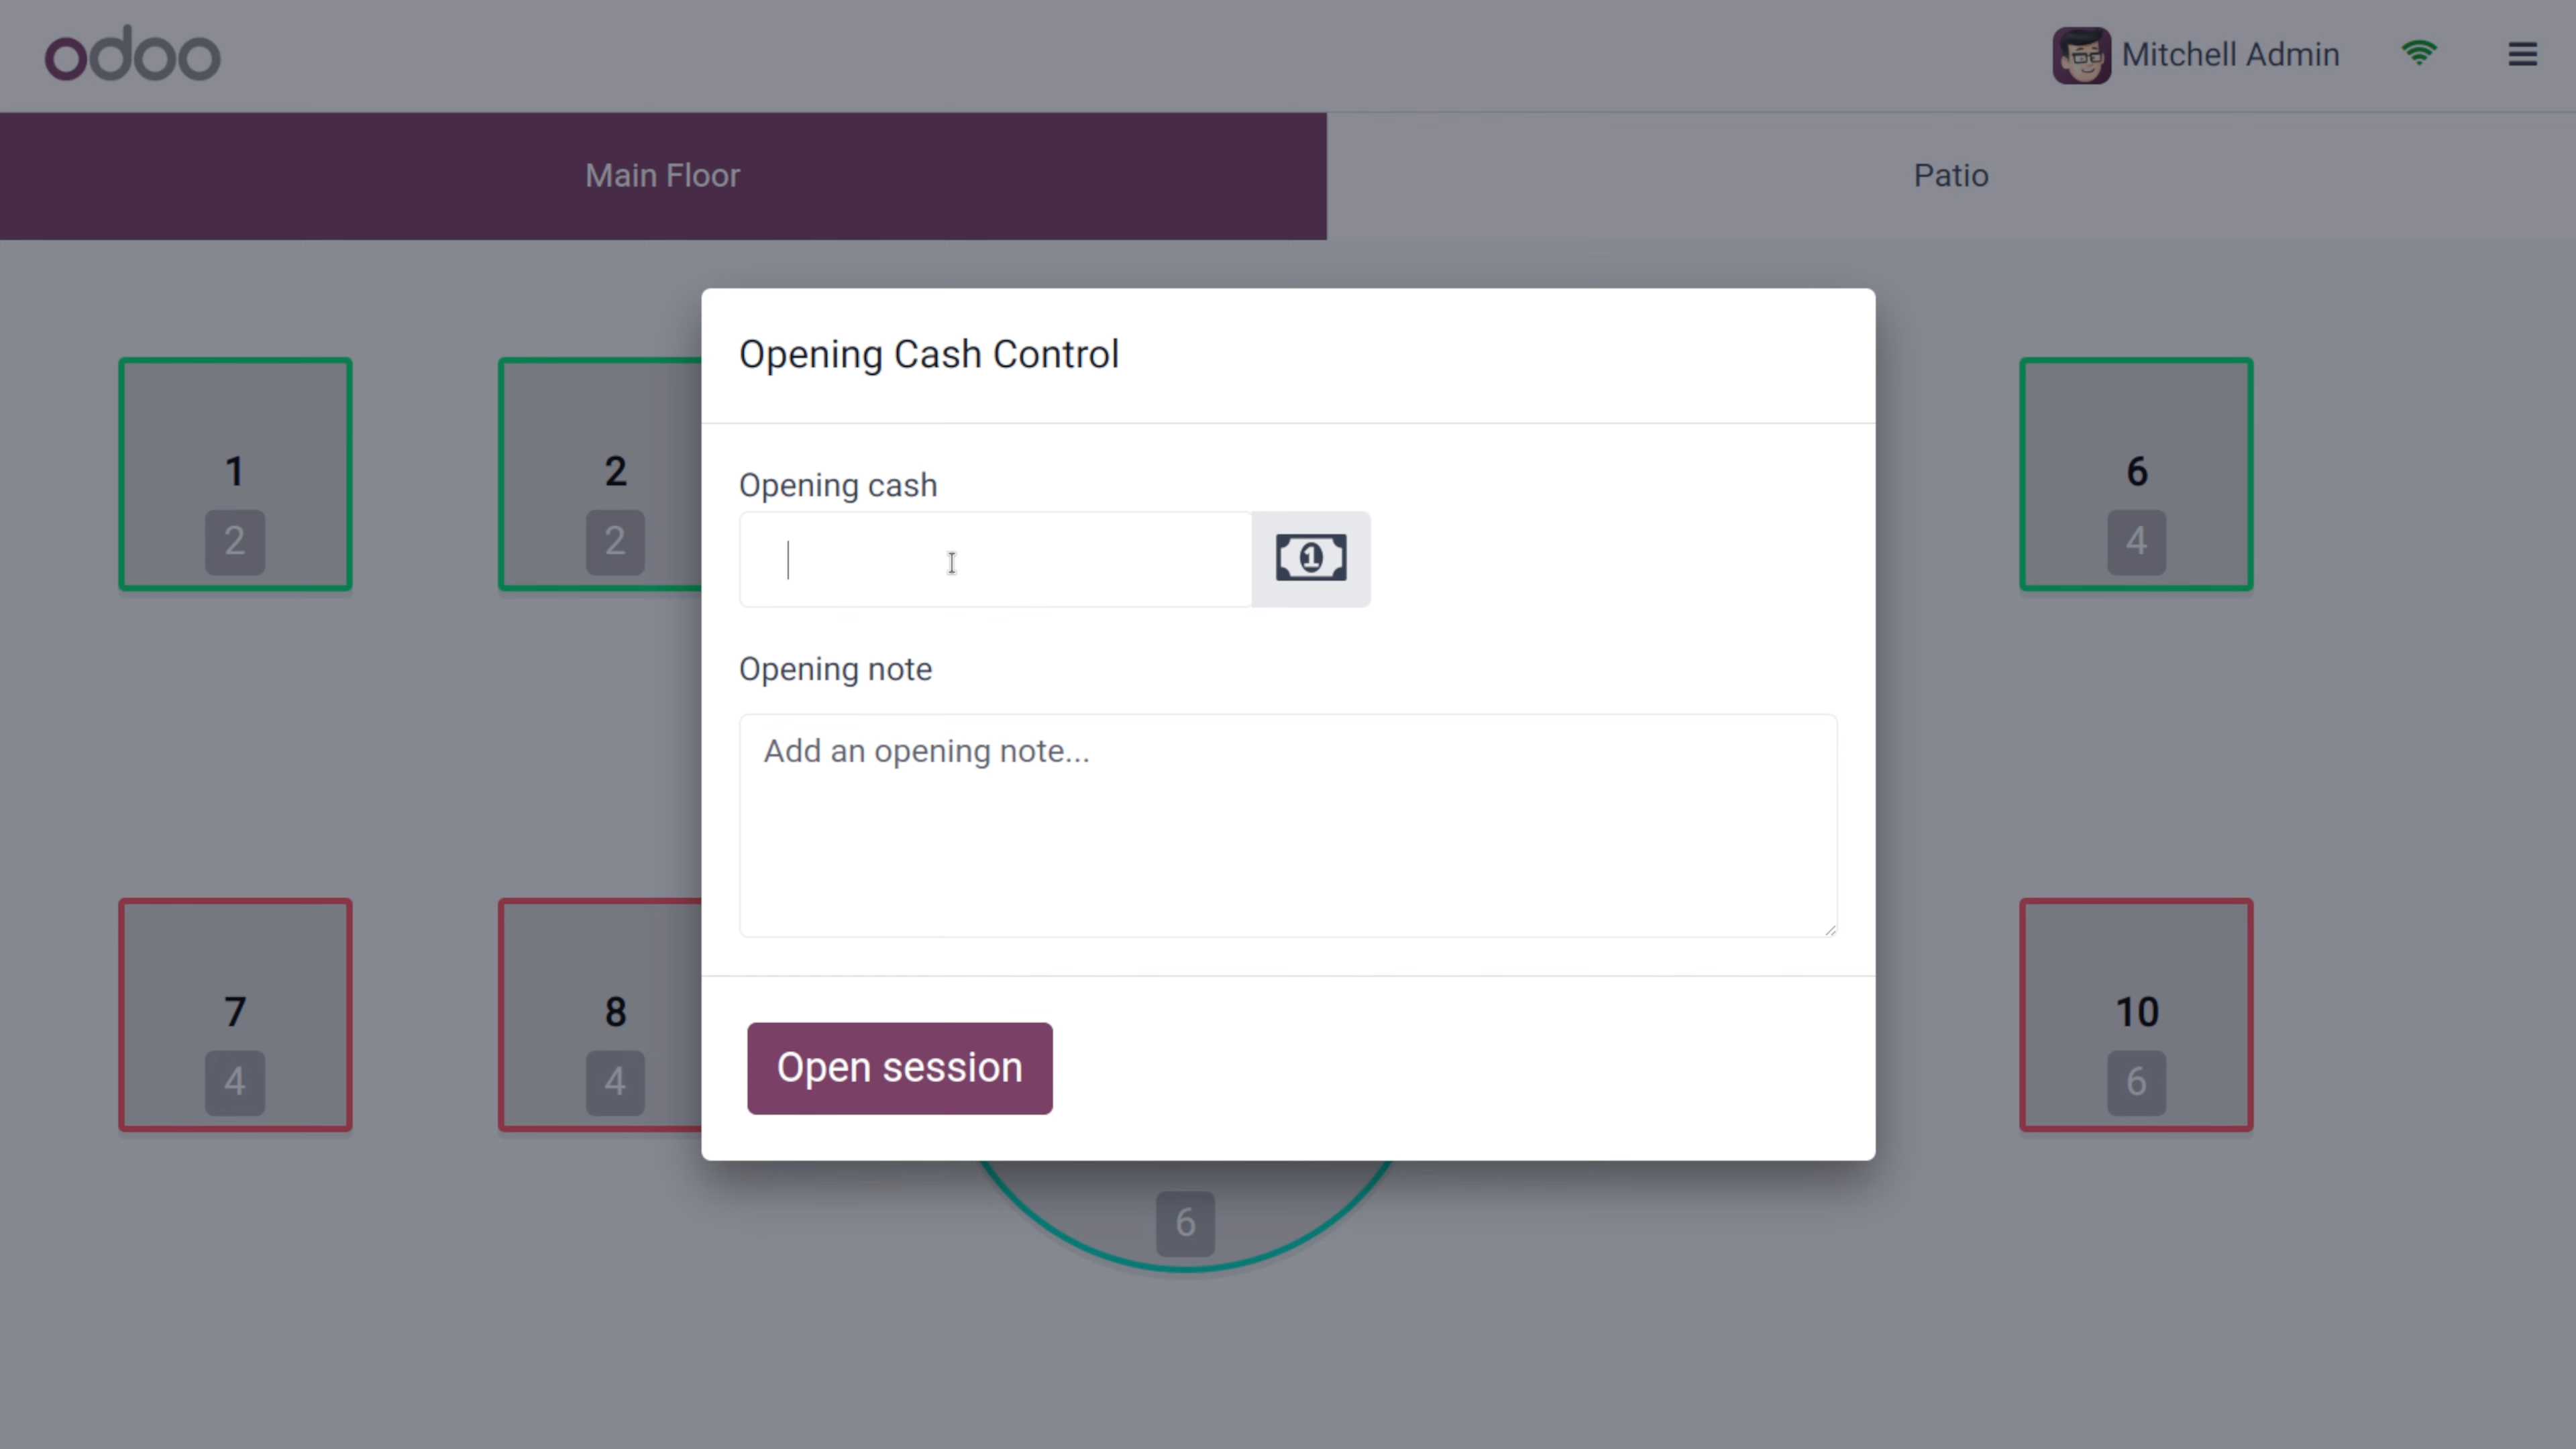 odoo
Mitchell Admin
Main Floor
Patio
Opening Cash Control
1
2
6
Opening cash
2
2
4
1
Opening note
Add an opening note...
7
8
10
4
4
6
Open session
6